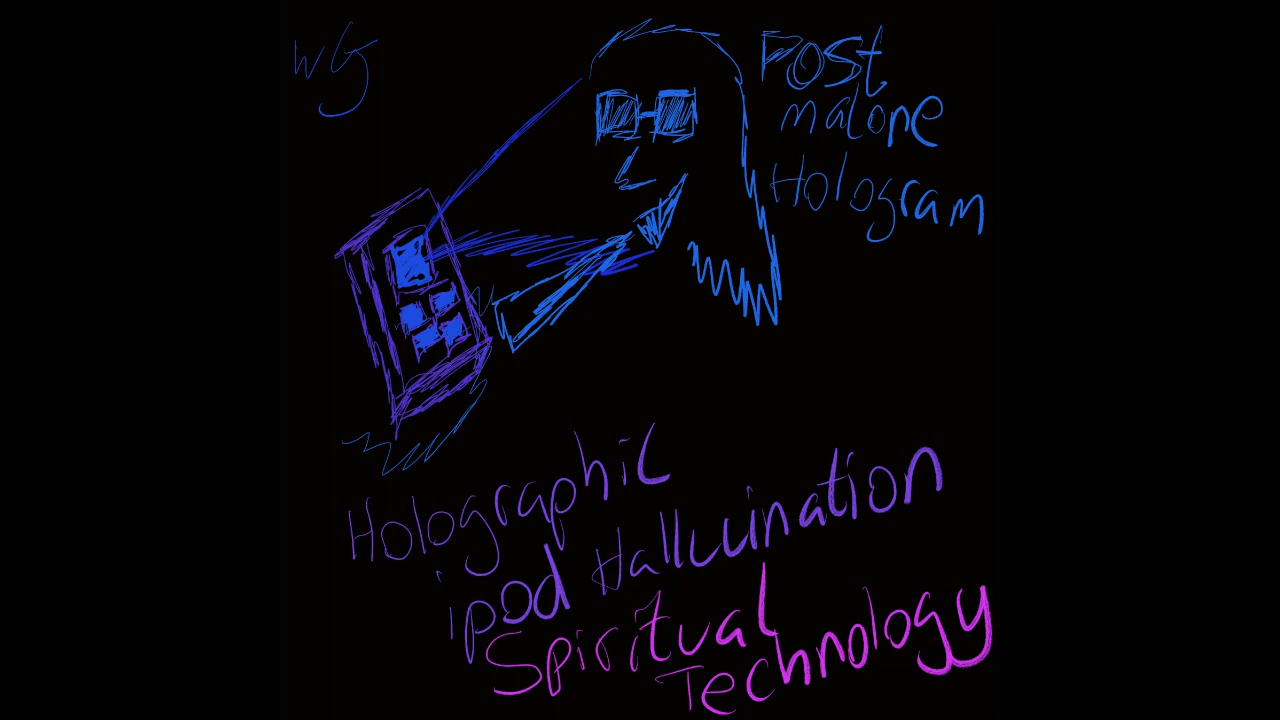 WG
Post
malone
Hologram
Holographic
ipod Hallucination
Spiritual
Technology